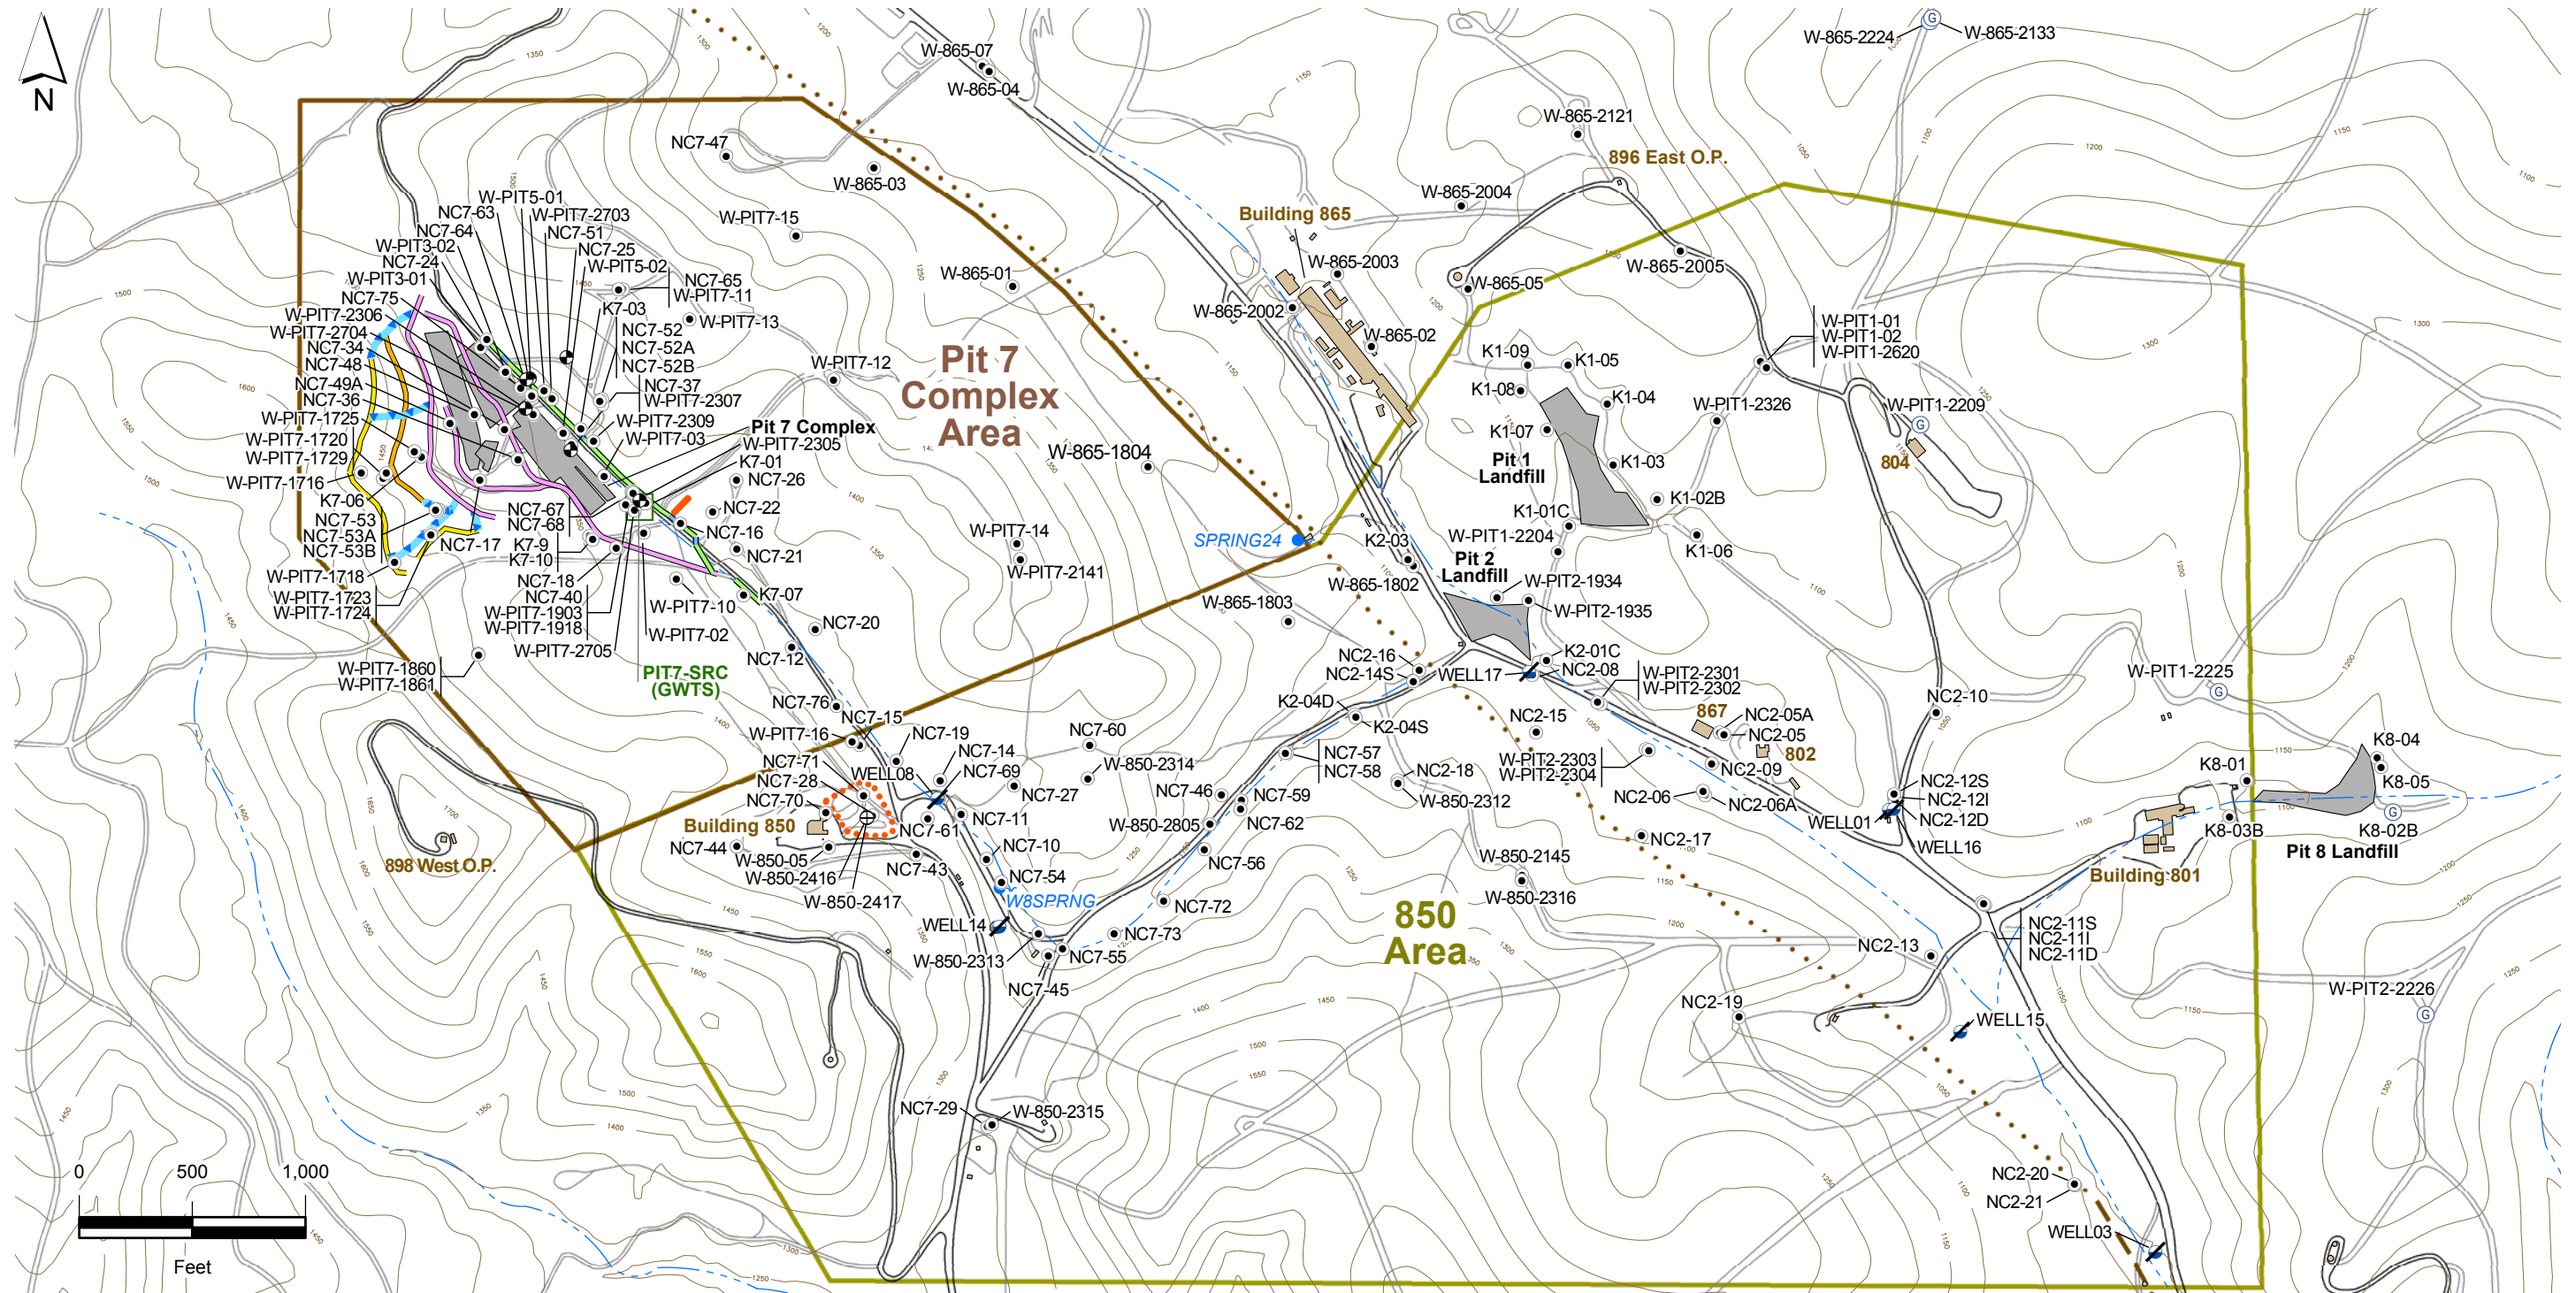 N
W-865-07
W-865-04
W-865-2224
W-865-2133
W-865-2121
896 East O.P.
NC7-47
W-865-03
W-865-2004
W-PIT7-15
Building 865
W-865-2005
W-865-01
W-865-2003
W-865-05
W-865-2002
W-865-02
W-PIT5-01
NC7-63
W-PIT7-2703
NC7-64
NC7-51
W-PIT3-02
NC7-25
NC7-24
W-PIT5-02
W-PIT3-01
NC7-65
W-PIT7-11
NC7-75
K7-03
W-PIT7-2306
W-PIT7-13
W-PIT7-2704
NC7-52
NC7-34
NC7-52A
NC7-48
NC7-52B
NC7-49A
NC7-37
NC7-36
W-PIT7-2307
W-PIT7-1725
W-PIT7-2309
W-PIT7-1720
W-PIT7-03
W-PIT7-1729
Pit 7 Complex
W-PIT7-2305
W-PIT7-1716
K7-01
K7-06
NC7-26
NC7-53
NC7-53A
NC7-53B
NC7-67
NC7-68
NC7-22
NC7-16
NC7-17
K7-9
K7-10
NC7-21
W-PIT7-1718
NC7-18
NC7-40
W-PIT7-1723
W-PIT7-1724
W-PIT7-1903
W-PIT7-1918
W-PIT7-2705
W-PIT7-10
K7-07
W-PIT7-02
NC7-20
NC7-12
W-PIT7-1860
W-PIT7-1861
PIT7-SRC
(GWTS)
W-PIT7-12
Pit 7
Complex
Area
W-865-1804
W-PIT7-14
W-PIT7-2141
SPRING24
K1-09
K1-05
K1-08
K1-04
K1-07
Pit 1
Landfill
K1-03
K1-02B
K1-01C
K1-06
W-PIT1-2204
K2-03
Pit 2
Landfill
W-865-1802
W-PIT2-1934
W-PIT2-1935
W-865-1803
W-PIT1-01
W-PIT1-02
W-PIT1-2620
W-PIT1-2326
W-PIT1-2209
804
NC2-16
NC2-14S
WELL17
K2-01C
NC2-08
W-PIT2-2301
W-PIT2-2302
K2-04D
K2-04S
867
NC2-05A
NC2-05
802
NC2-15
W-PIT2-2303
W-PIT2-2304
NC2-09
NC2-10
W-PIT1-2225
NC7-76
NC7-15
W-PIT7-16
NC7-19
NC7-71
WELL08
NC7-14
NC7-28
NC7-69
NC7-70
Building 850
NC7-61
NC7-11
NC7-44
W-850-05
NC7-43
W-850-2416
W-850-2417
NC7-10
NC7-54
W8SPRNG
WELL14
W-850-2313
NC7-45
NC7-55
NC7-60
W-850-2314
NC7-27
NC7-57
NC7-58
NC7-46
NC7-59
W-850-2805
NC7-62
NC7-56
NC7-72
NC7-73
NC2-18
W-850-2312
NC2-06
NC2-06A
NC2-17
W-850-2145
W-850-2316
850
Area
NC2-12S
NC2-12I
NC2-12D
WELL01
WELL16
K8-01
K8-04
K8-05
K8-03B
K8-02B
Pit 8 Landfill
Building 801
NC2-11S
NC2-11I
NC2-11D
NC2-13
NC2-19
WELL15
W-PIT2-2226
898 West O.P.
NC7-29
W-850-2315
NC2-20
NC2-21
WELL03
0
500
1,000
Feet